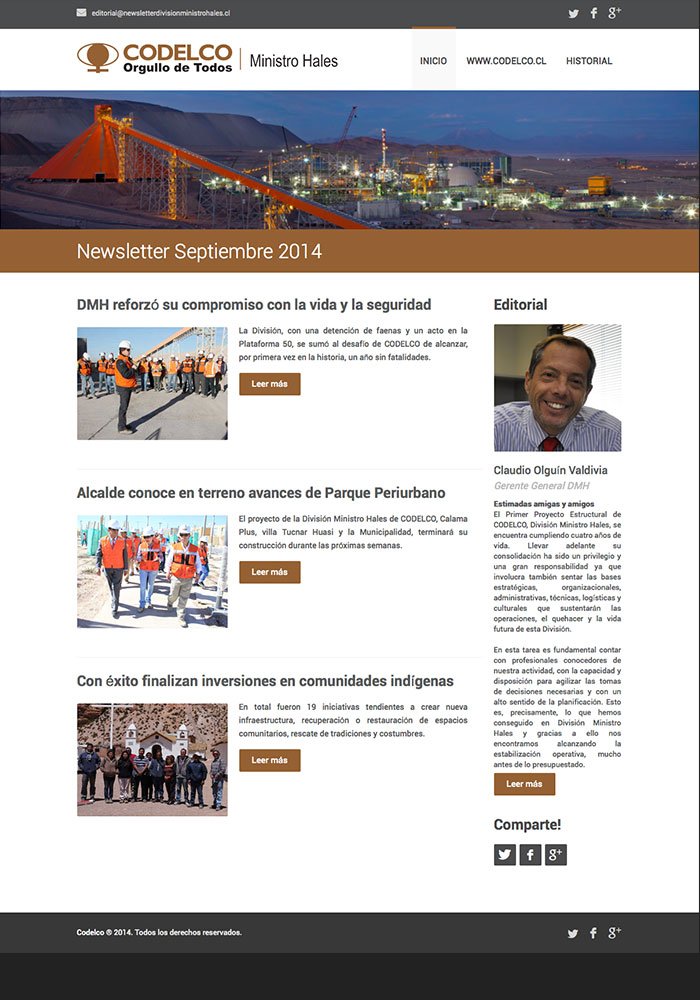 editorial@newsletterdivisionministrohales.cl
CODELCO
Orgullo de Todos
Ministro Hales
INICIO
WWW.CODELCO.CL
HISTORIAL
Newsletter Septiembre 2014
DMH reforzó su compromiso con la vida y la seguridad
La División, con una detención de faenas y un acto en la
Plataforma 50, se sumó al desafío de CODELCO de alcanzar,
por primera vez en la historia, un año sin fatalidades.
Leer más
Alcalde conoce en terreno avances de Parque Periurbano
El proyecto de la División Ministro Hales de CODELCO, Calama
Plus, villa Tucnar Huasi y la Municipalidad, terminará su
construcción durante las próximas semanas.
Leer más
Con éxito finalizan inversiones en comunidades indígenas
En total fueron 19 iniciativas tendientes a crear nueva
infraestructura, recuperación o restauración de espacios
comunitarios, rescate de tradiciones y costumbres.
Leer más
Editorial
Claudio Olguín Valdivia
Gerente General DMH
Estimadas amigas y amigos
El Primer Proyecto Estructural de
CODELCO, División Ministro Hales, se
encuentra cumpliendo cuatro años de
vida. Llevar adelante su
consolidación ha sido un privilegio y
una gran responsabilidad ya que
involucra también sentar las bases
estratégicas, organizacionales,
administrativas, técnicas, logísticas y
culturales que sustentarán las
operaciones, el quehacer y la vida
futura de esta División.
En esta tarea es fundamental contar
con profesionales conocedores de
nuestra actividad, con la capacidad y
disposición para agilizar las tomas
de decisiones necesarias y con un
alto sentido de la planificación. Esto
es, precisamente, lo que hemos
conseguido en División Ministro
Hales y gracias a ello nos
encontramos alcanzando la
estabilización operativa, mucho
antes de lo presupuestado.
Leer más
Comparte!
Codelco ® 2014. Todos los derechos reservados.